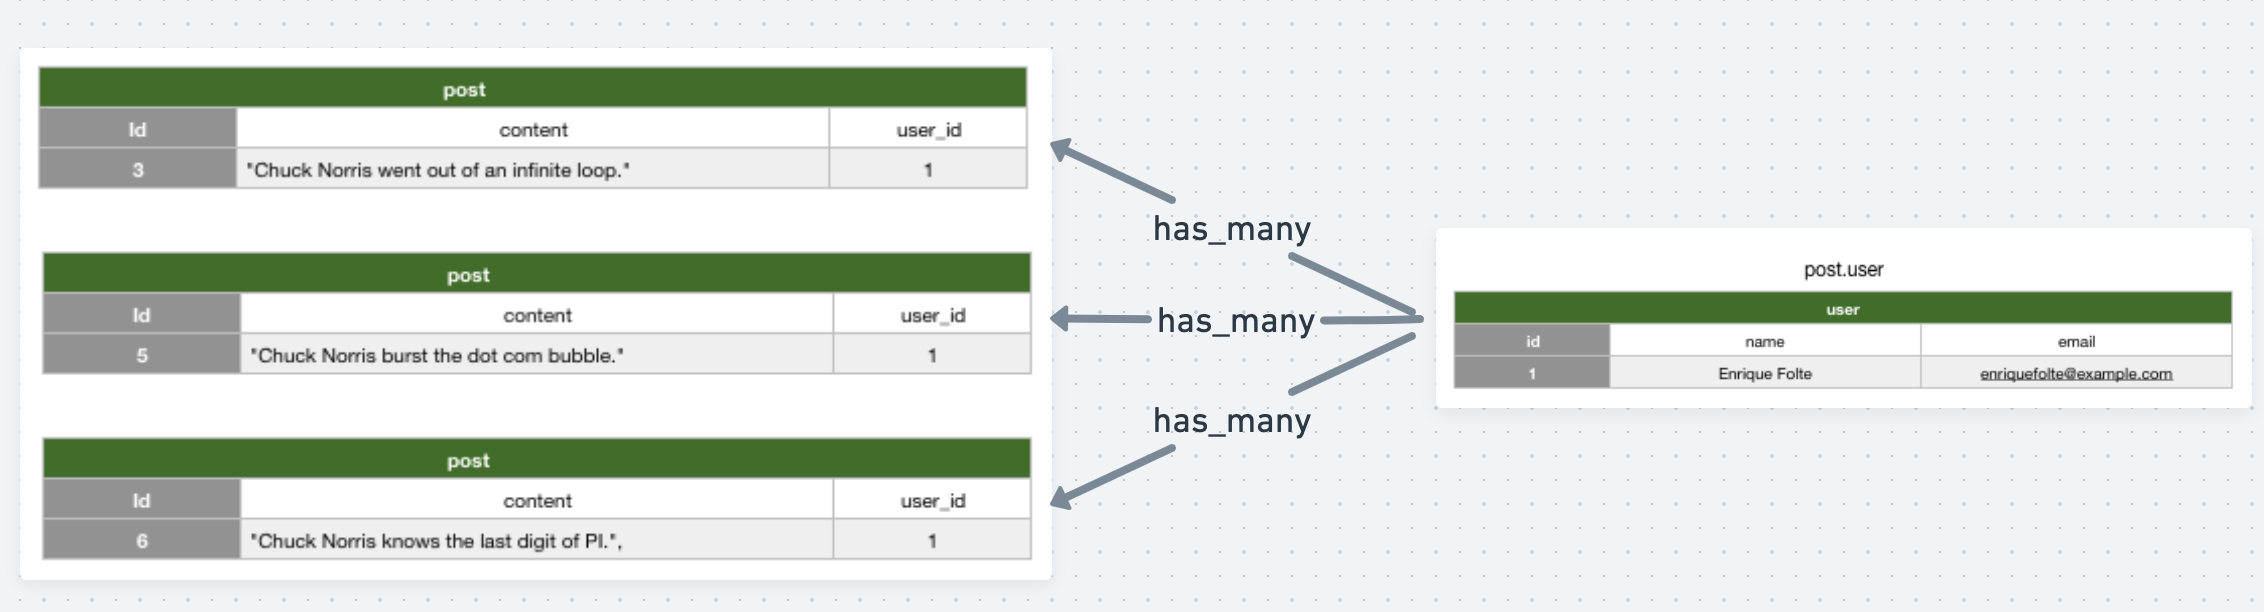 post
Id content user_id
3 "Chuck Norris went out of an infinite loop." 1
post
Id content user_id
5 "Chuck Norris burst the dot com bubble." 1
post
Id content user_id
6 "Chuck Norris knows the last digit of PI.", 1
has_many
has_many
has_many
post.user
user
id name email
1 Enrique Folte enriquefolte@example.com